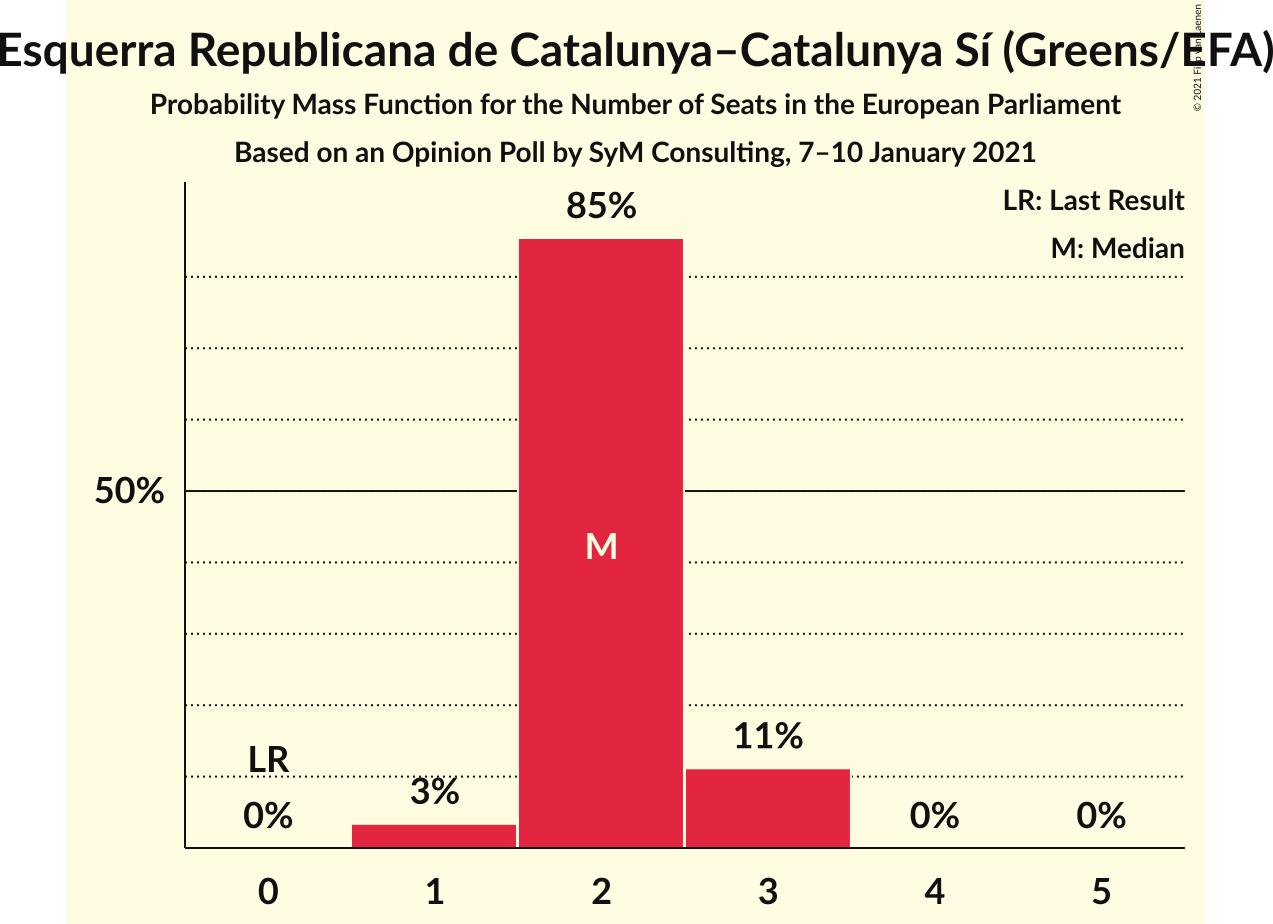 Esquerra Republicana de Catalunya–Catalunya Sí (Greens/EFA)
Probability Mass Function for the Number of Seats in the European Parliament
Based on an Opinion Poll by SyM Consulting, 7–10 January 2021
© 2021
LR: Last Result
M: Median
85%
50%
M
11%
LR
3%
0%
0%
0%
0 1 2 3 4 5